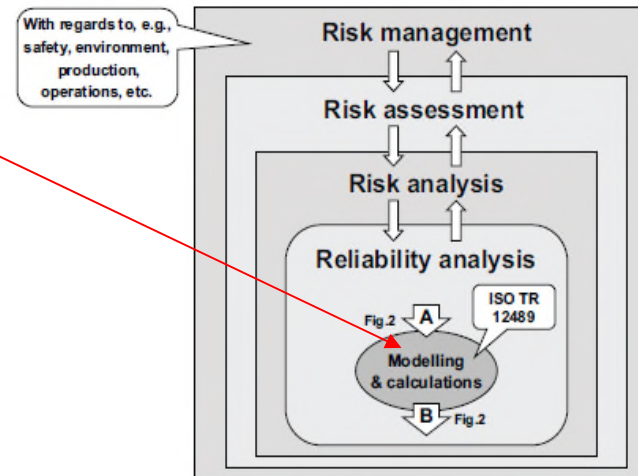 With regards to, e.g.,
safety, environment,
production,
operations, etc.
Risk management
Risk assessment
Risk analysis
Reliability analysis
ISO TR
12489
Fig.2
A
Modelling
& calculations
B
Fig.2